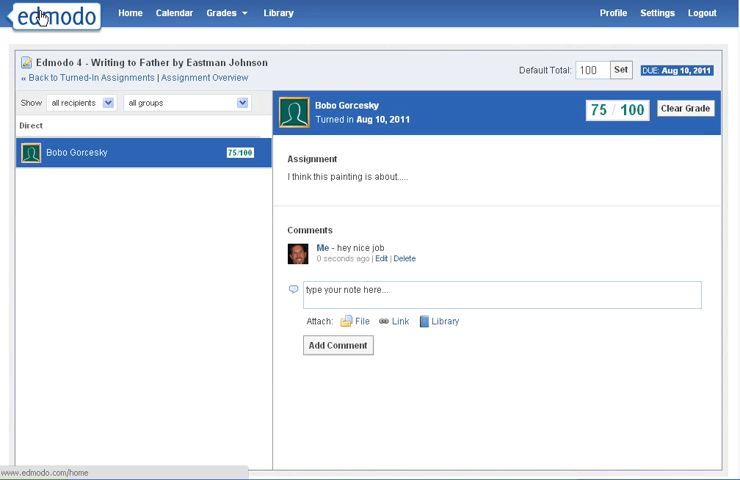 edmodo Home Calendar Grades Library Profile Settings Logout
Edmodo 4 - Writing to Father by Eastman Johnson
« Back to Turned-In Assignments | Assignment Overview
Default Total: 100 Set DUE: Aug 10, 2011
Show all recipients all groups
Direct
Bobo Gorcesky 75/100
Bobo Gorcesky
Turned in Aug 10, 2011
75 / 100 Clear Grade
Assignment
I think this painting is about.....
Comments
Me - hey nice job
0 seconds ago | Edit | Delete
type your note here...
Attach: File Link Library
Add Comment
www.edmodo.com/home